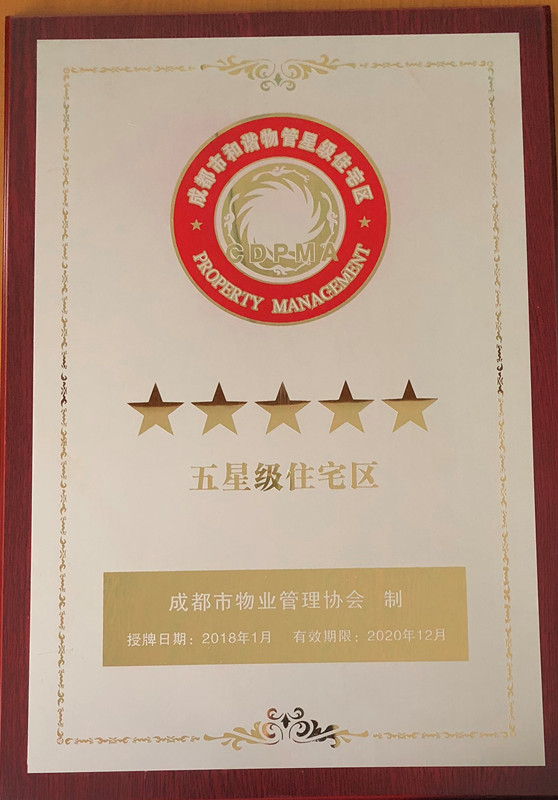 成都市和谐物管星级住宅区
CDPMA
PROPERTY MANAGEMENT
五星级住宅区
成都市物业管理协会 制
授牌日期：2018年1月 有效期限：2020年12月